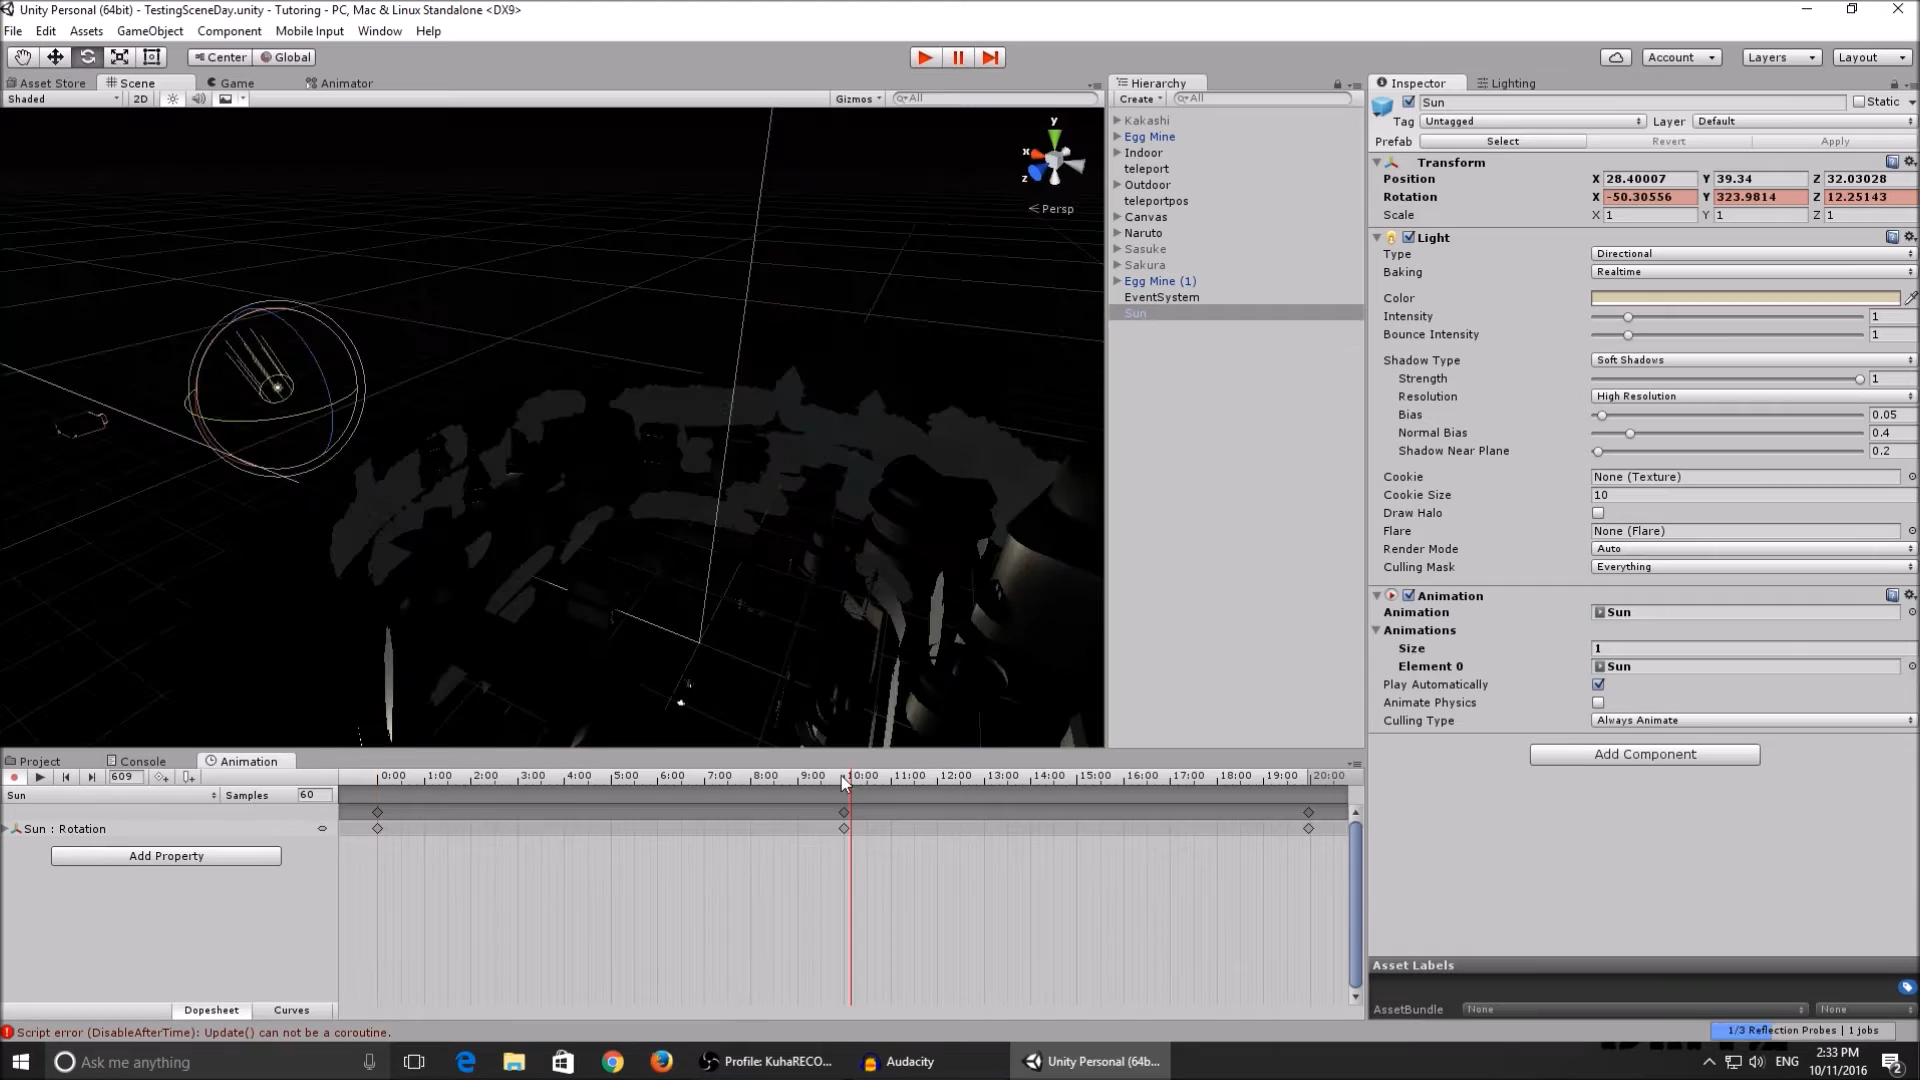 Unity Personal (64bit) - TestingSceneDay.unity - Tutoring - PC, Mac & Linux Standalone <DX9>
File Edit Assets GameObject Component Mobile Input Window Help
Center Global Account Layers Layout
Asset Store Scene Game Animator
Shaded 2D Gizmos All
y
x
z
Persp
Hierarchy
Create All
Kakashi
Egg Mine
Indoor
teleport
Outdoor
teleportpos
Canvas
Naruto
Sasuke
Sakura
Egg Mine (1)
EventSystem
Sun
Inspector Lighting
Sun Static
Tag Untagged Layer Default
Prefab Select Revert Apply
Transform
Position X 28.40007 Y 39.34 Z 32.03028
Rotation X -50.30556 Y 323.9814 Z 12.25143
Scale X 1 Y 1 Z 1
Light
Type Directional
Baking Realtime
Color
Intensity 1
Bounce Intensity 1
Shadow Type Soft Shadows
Strength 1
Resolution High Resolution
Bias 0.05
Normal Bias 0.4
Shadow Near Plane 0.2
Cookie None (Texture)
Cookie Size 10
Draw Halo
Flare None (Flare)
Render Mode Auto
Culling Mask Everything
Animation
Animation Sun
Animations
Size 1
Element 0 Sun
Play Automatically
Animate Physics
Culling Type Always Animate
Add Component
Asset Labels
AssetBundle None None
Project Console Animation
609 0:00 1:00 2:00 3:00 4:00 5:00 6:00 7:00 8:00 9:00 10:00 11:00 12:00 13:00 14:00 15:00 16:00 17:00 18:00 19:00 20:00
Sun Samples 60
Sun : Rotation
Add Property
Dopesheet Curves
Script error (DisableAfterTime): Update() can not be a coroutine.
1/3 Reflection Probes | 1 jobs
Ask me anything Profile: KuhaRECO... Audacity Unity Personal (64b... ENG 2:33 PM
10/11/2016 2